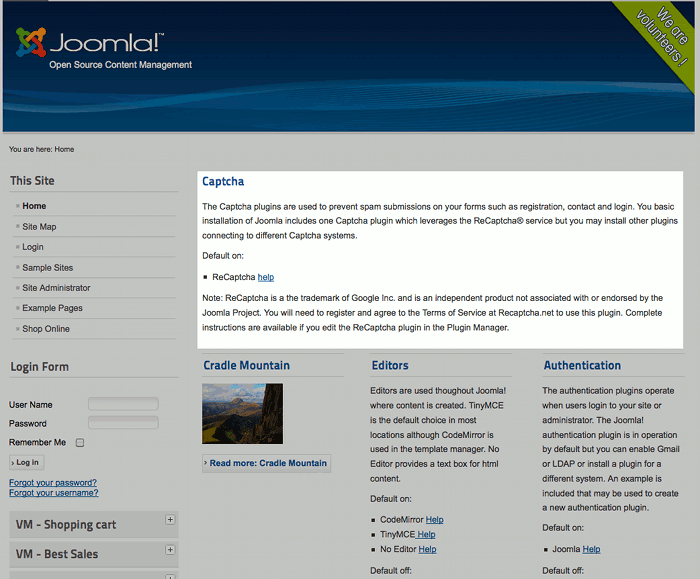 Joomla!™
Open Source Content Management
We are
volunteers!
You are here: Home
This Site
Home
Site Map
Login
Sample Sites
Site Administrator
Example Pages
Shop Online
Login Form
User Name
Password
Remember Me
Log in
Forgot your password?
Forgot your username?
VM - Shopping cart
VM - Best Sales
Captcha
The Captcha plugins are used to prevent spam submissions on your forms such as registration, contact and login. You basic
installation of Joomla includes one Captcha plugin which leverages the ReCaptcha® service but you may install other plugins
connecting to different Captcha systems.
Default on:
ReCaptcha help
Note: ReCaptcha is a the trademark of Google Inc. and is an independent product not associated with or endorsed by the
Joomla Project. You will need to register and agree to the Terms of Service at Recaptcha.net to use this plugin. Complete
instructions are available if you edit the ReCaptcha plugin in the Plugin Manager.
Cradle Mountain
Read more: Cradle Mountain
Editors
Editors are used thoughout Joomla!
where content is created. TinyMCE
is the default choice in most
locations although CodeMirror is
used in the template manager. No
Editor provides a text box for html
content.
Default on:
CodeMirror Help
TinyMCE Help
No Editor Help
Default off:
Authentication
The authentication plugins operate
when users login to your site or
administrator. The Joomla!
authentication plugin is in operation
by default but you can enable Gmail
or LDAP or install a plugin for a
different system. An example is
included that may be used to create
a new authentication plugin.
Default on:
Joomla Help
Default off: